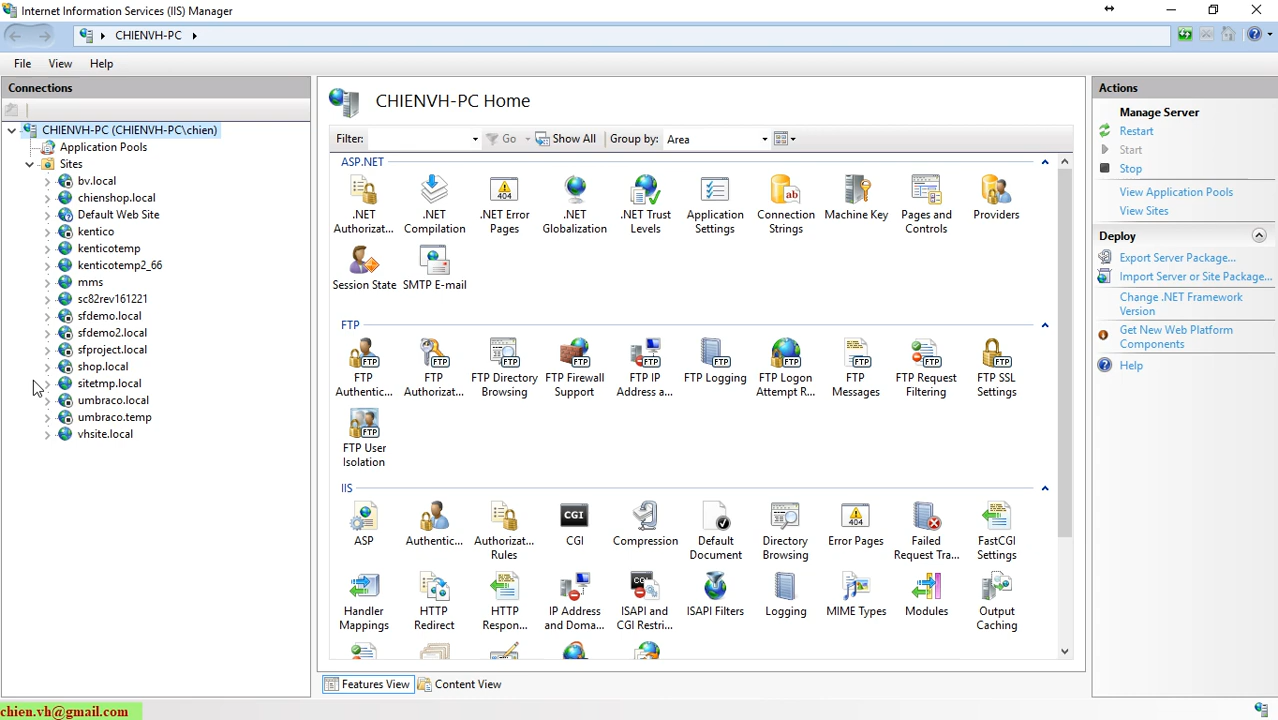 Internet Information Services (IIS) Manager
CHIENVH-PC
File View Help
Connections
CHIENVH-PC (CHIENVH-PC\chien)
Application Pools
Sites
bv.local
chienshop.local
Default Web Site
kentico
kenticotemp
kenticotemp2_66
mms
sc82rev161221
sfdemo.local
sfdemo2.local
sfproject.local
shop.local
sitetmp.local
umbraco.local
umbraco.temp
vhsite.local
CHIENVH-PC Home
Filter: Go Show All Group by: Area
ASP.NET
.NET Authorizat...
.NET Compilation
.NET Error Pages
.NET Globalization
.NET Trust Levels
Application Settings
Connection Strings
Machine Key
Pages and Controls
Providers
Session State
SMTP E-mail
FTP
FTP Authentic...
FTP Authorizat...
FTP Directory Browsing
FTP Firewall Support
FTP IP Address a...
FTP Logging
FTP Logon Attempt R...
FTP Messages
FTP Request Filtering
FTP SSL Settings
FTP User Isolation
IIS
ASP
Authentic...
Authorizat... Rules
CGI
Compression
Default Document
Directory Browsing
Error Pages
Failed Request Tra...
FastCGI Settings
Handler Mappings
HTTP Redirect
HTTP Respon...
IP Address and Doma...
ISAPI and CGI Restri...
ISAPI Filters
Logging
MIME Types
Modules
Output Caching
Features View Content View
Actions
Manage Server
Restart
Start
Stop
View Application Pools
View Sites
Deploy
Export Server Package...
Import Server or Site Package...
Change .NET Framework
Version
Get New Web Platform
Components
Help
chien.vh@gmail.com